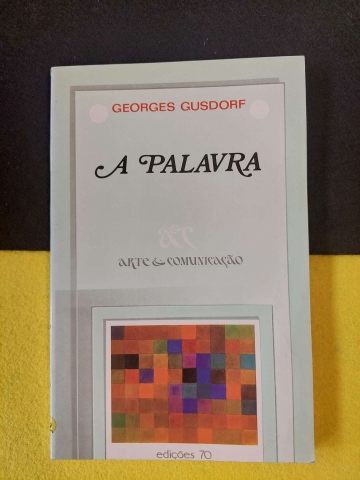 GEORGES GUSDORF
A PALAVRA
a&c
ARTE & COMUNICAÇÃO
edições 70